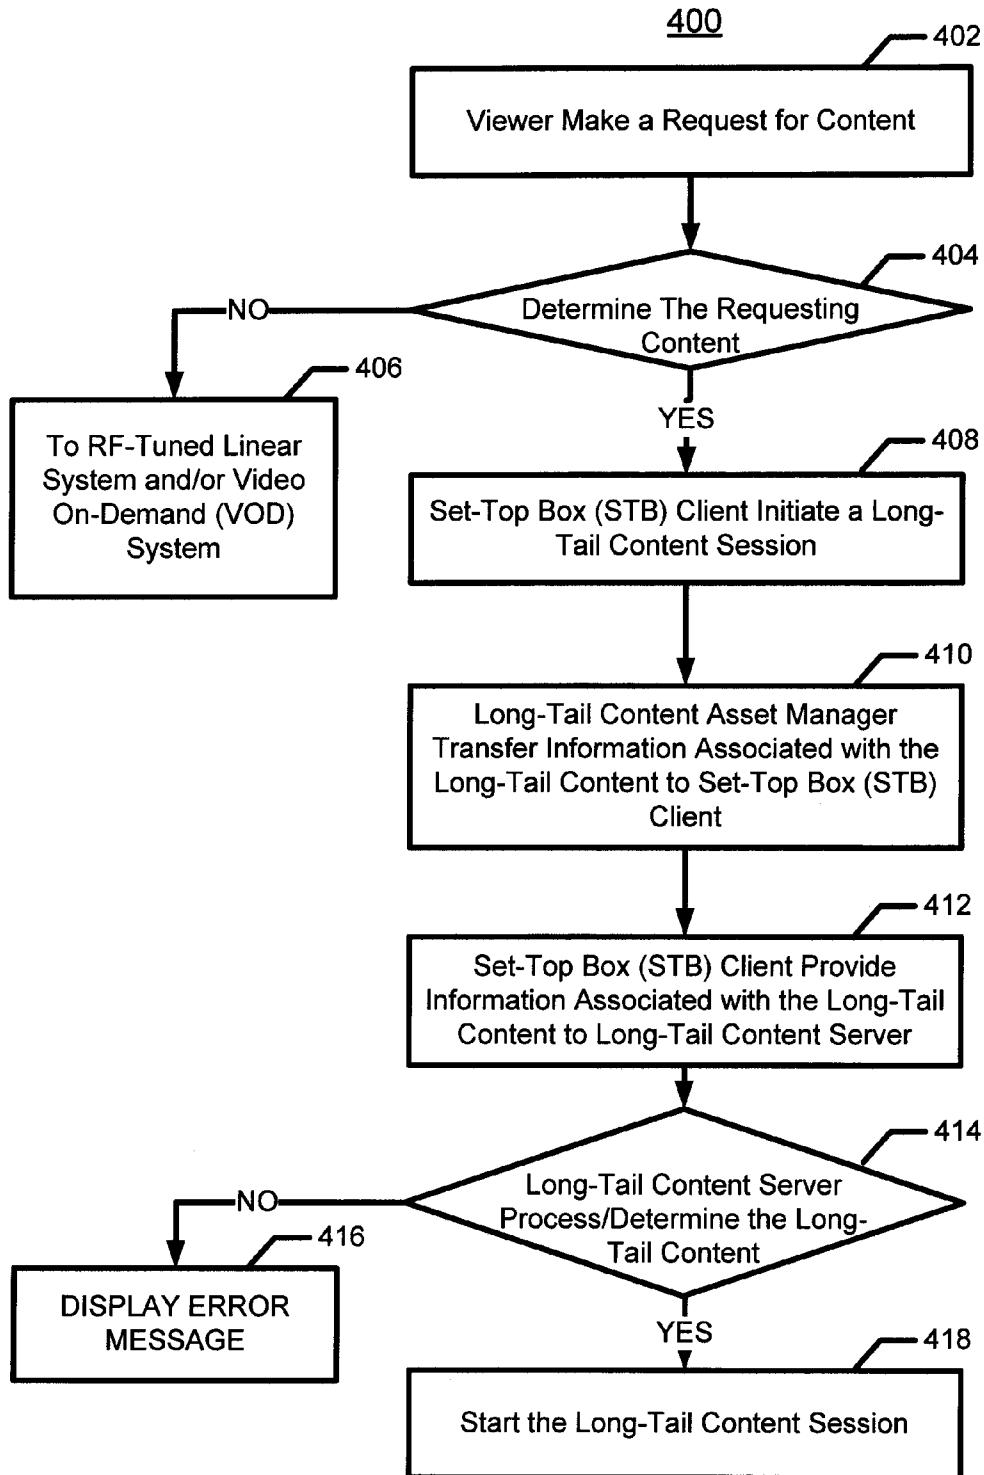 400
402
Viewer Make a Request for Content
404
Determine The Requesting
Content
NO
YES
406
To RF-Tuned Linear
System and/or Video
On-Demand (VOD)
System
408
Set-Top Box (STB) Client Initiate a Long-
Tail Content Session
410
Long-Tail Content Asset Manager
Transfer Information Associated with the
Long-Tail Content to Set-Top Box (STB)
Client
412
Set-Top Box (STB) Client Provide
Information Associated with the Long-Tail
Content to Long-Tail Content Server
414
Long-Tail Content Server
Process/Determine the Long-
Tail Content
NO
416
DISPLAY ERROR
MESSAGE
YES
418
Start the Long-Tail Content Session